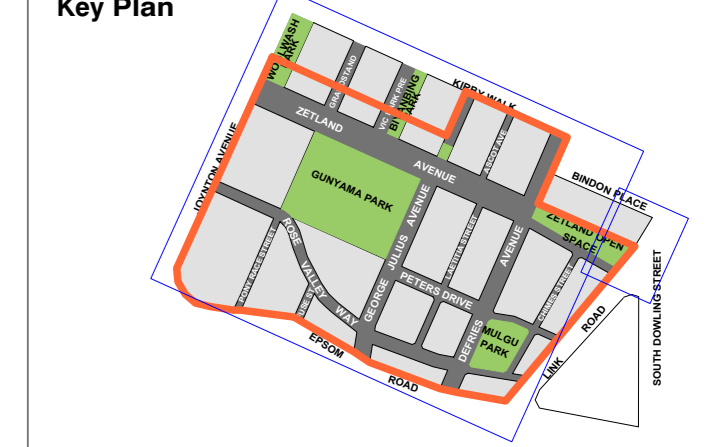 Key Plan
KIRBY WALK
ZETLAND
AVENUE
ASCOT AVE
BINDON PLACE
JOYNTON AVENUE
GUNYAMA PARK
ZETLAND OPEN
SPACE
GEORGE JULIUS AVENUE
LAETITIA STREET
DEFRIES AVENUE
CHIMES STREET
PETERS DRIVE
ROSE VALLEY WAY
MULGU
PARK
EPSOM
ROAD
LINK ROAD
SOUTH DOWLING STREET